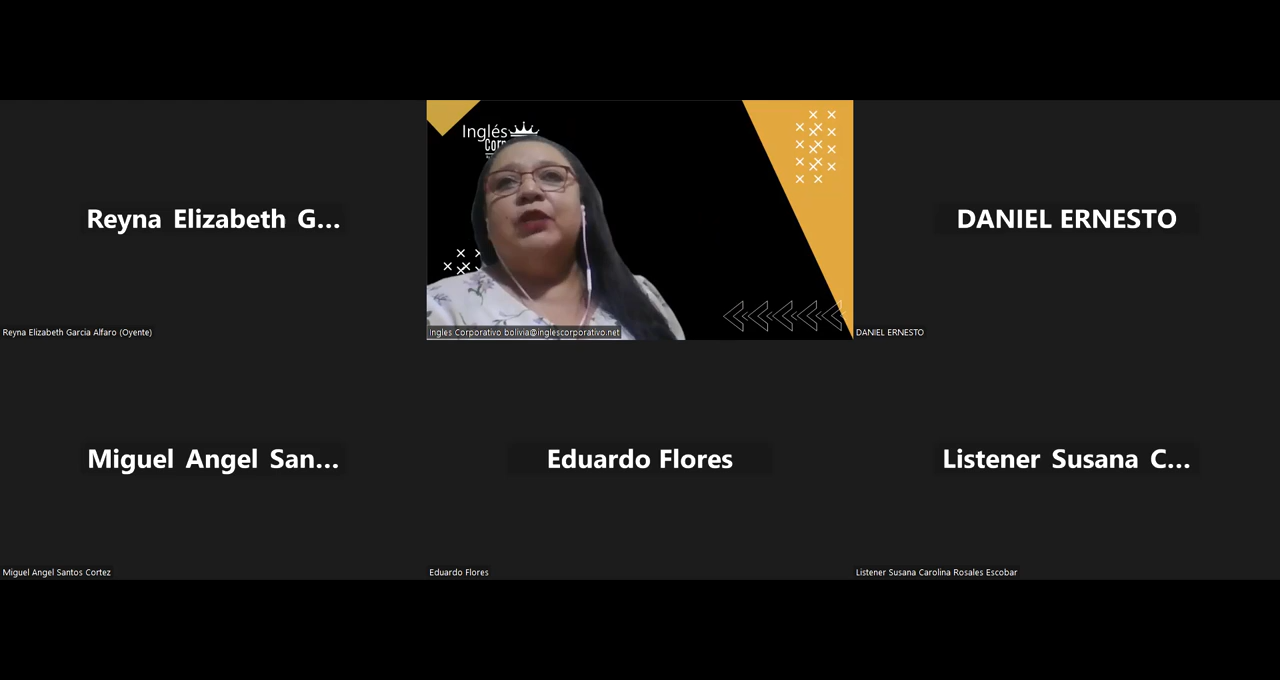 Reyna Elizabeth G...
Reyna Elizabeth Garcia Alfaro (Oyente)
Inglés
Corp
Ingles Corporativo bolivia@inglescorporativo.net
DANIEL ERNESTO
DANIEL ERNESTO
Miguel Angel San...
Miguel Angel Santos Cortez
Eduardo Flores
Eduardo Flores
Listener Susana C...
Listener Susana Carolina Rosales Escobar